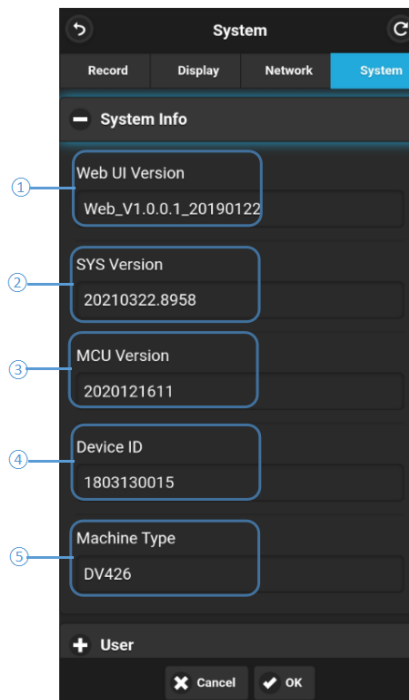 System
Record Display Network System
System Info
① Web UI Version
Web_V1.0.0.1_20190122
② SYS Version
20210322.8958
③ MCU Version
2020121611
④ Device ID
1803130015
⑤ Machine Type
DV426
User
Cancel OK